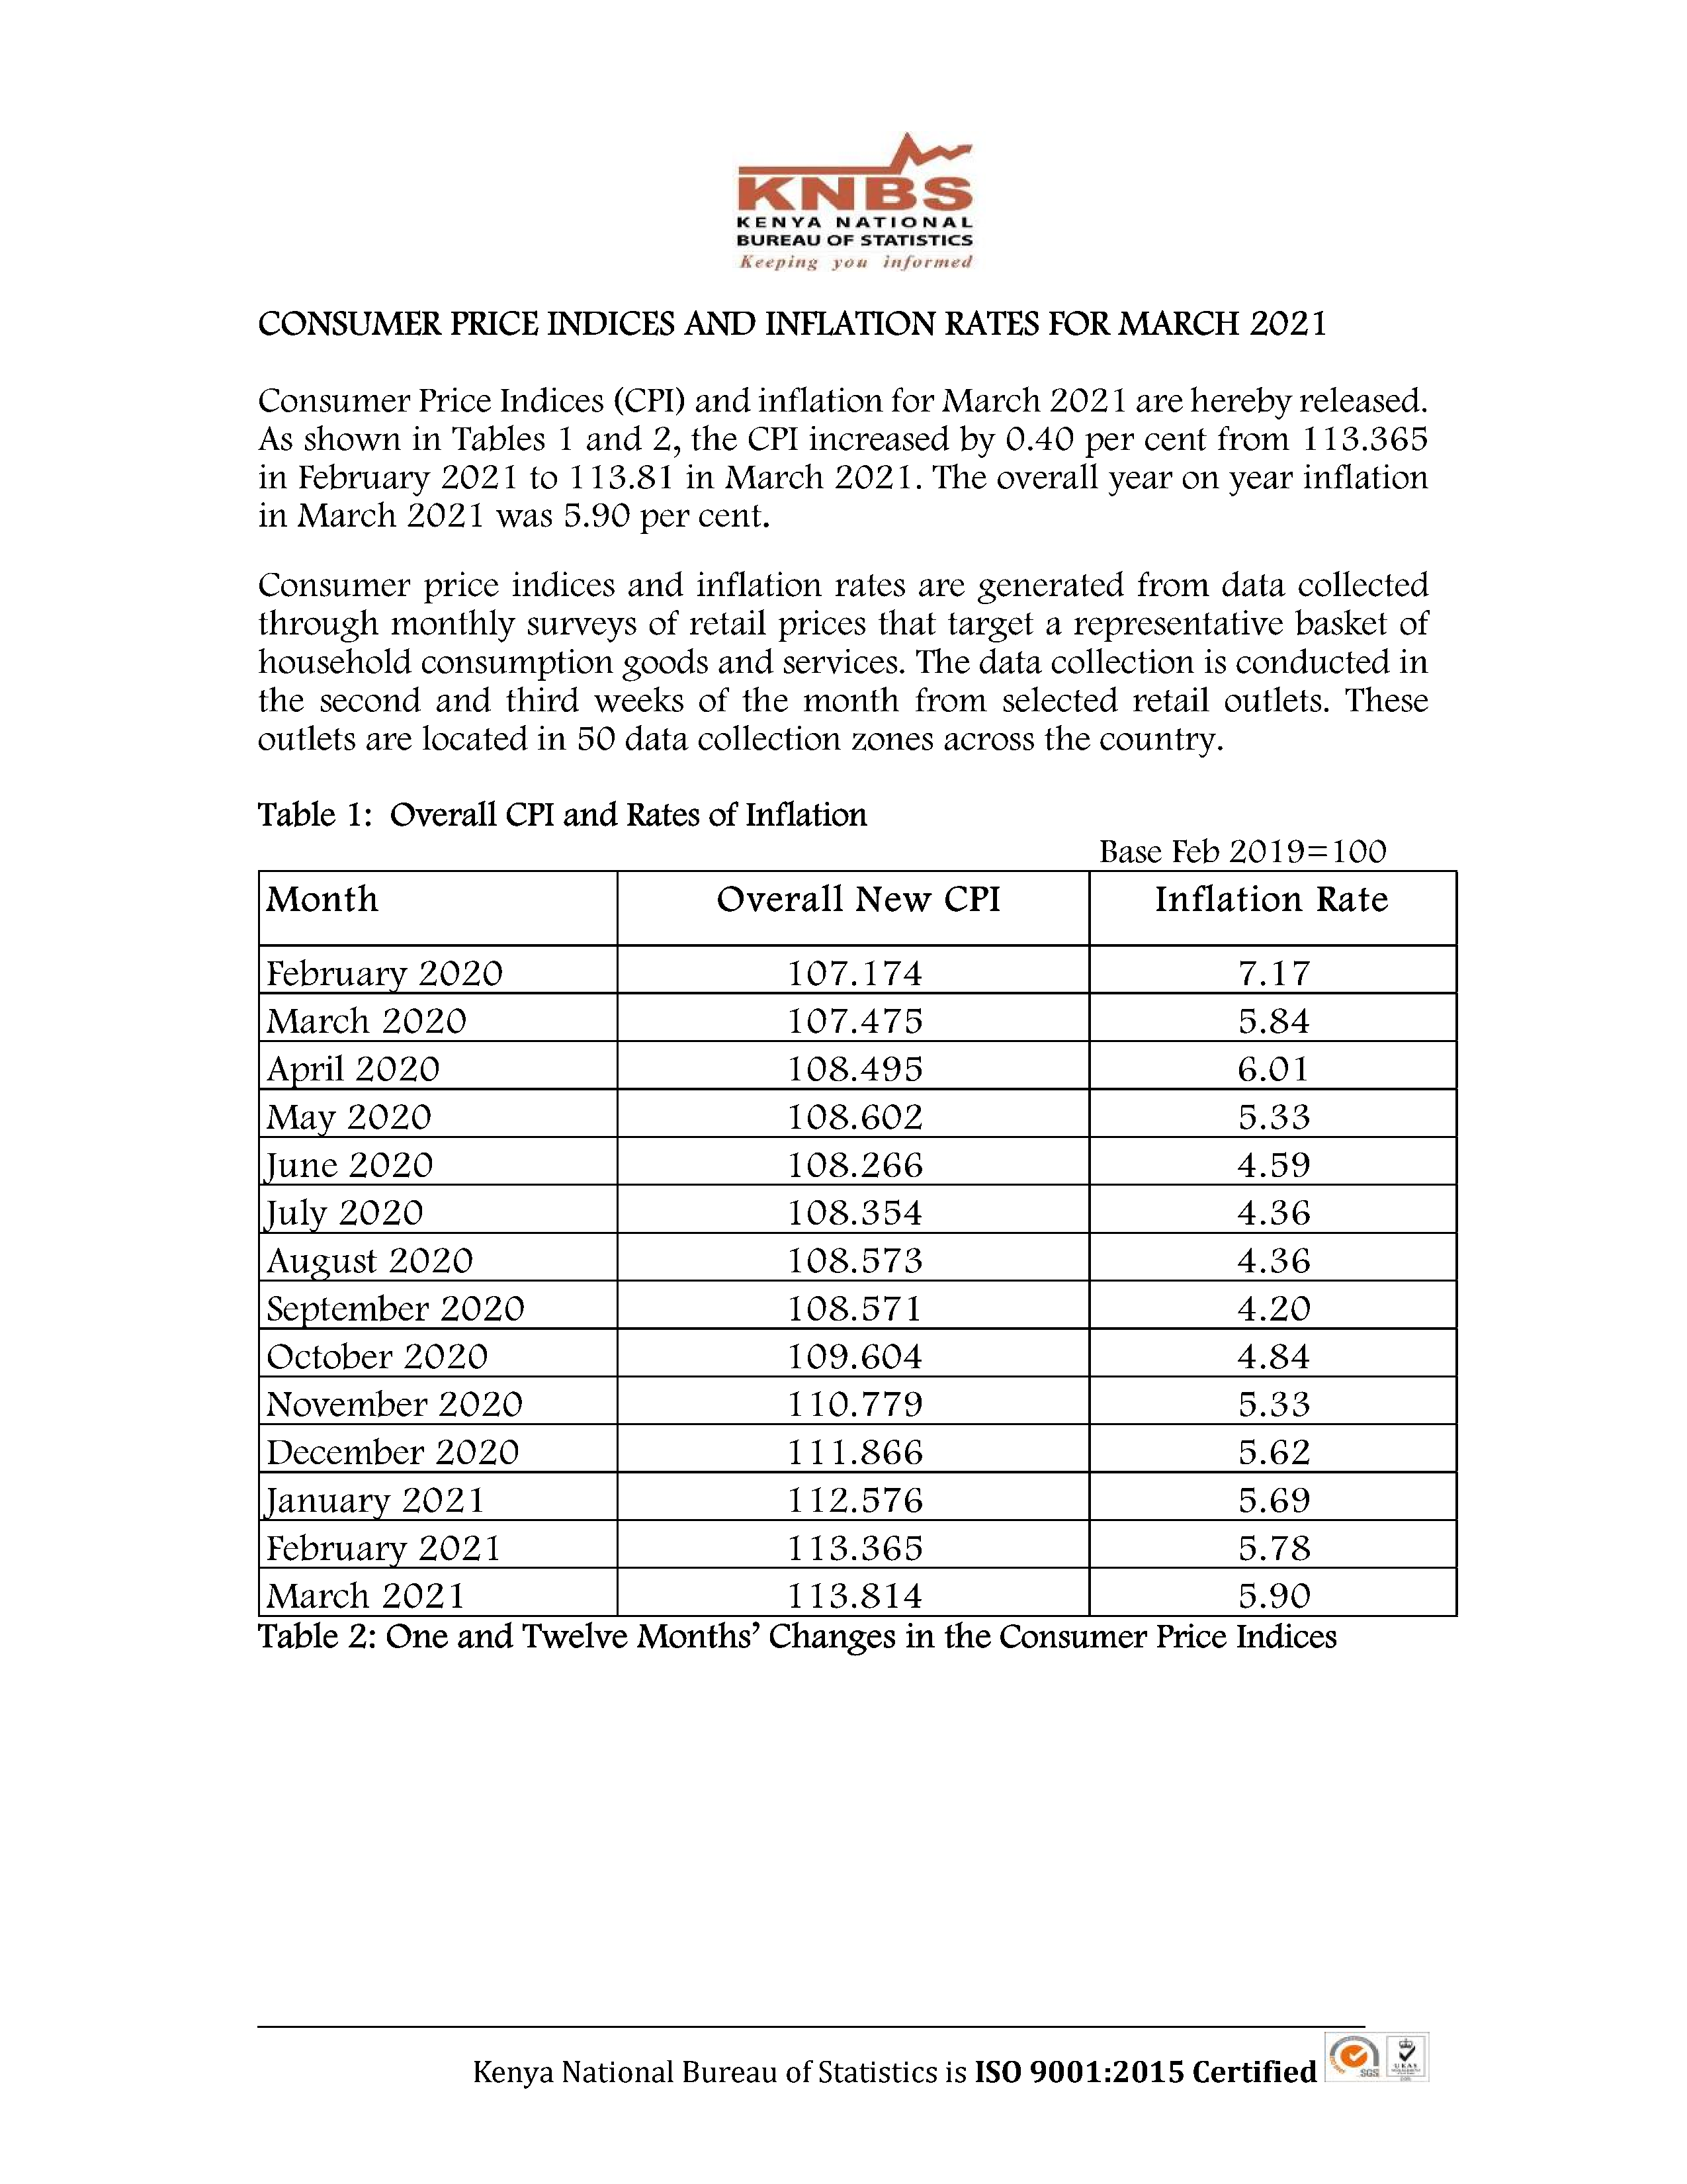 KNBS
KENYA NATIONAL
BUREAU OF STATISTICS
Keeping you informed
CONSUMER PRICE INDICES AND INFLATION RATES FOR MARCH 2021
Consumer Price Indices (CPI) and inflation for March 2021 are hereby released.
As shown in Tables 1 and 2, the CPI increased by 0.40 per cent from 113.365
in February 2021 to 113.81 in March 2021. The overall year on year inflation
in March 2021 was 5.90 per cent.
Consumer price indices and inflation rates are generated from data collected
through monthly surveys of retail prices that target a representative basket of
household consumption goods and services. The data collection is conducted in
the second and third weeks of the month from selected retail outlets. These
outlets are located in 50 data collection zones across the country.
Table 1: Overall CPI and Rates of Inflation
Base Feb 2019=100
Month Overall New CPI Inflation Rate
February 2020 107.174 7.17
March 2020 107.475 5.84
April 2020 108.495 6.01
May 2020 108.602 5.33
June 2020 108.266 4.59
July 2020 108.354 4.36
August 2020 108.573 4.36
September 2020 108.571 4.20
October 2020 109.604 4.84
November 2020 110.779 5.33
December 2020 111.866 5.62
January 2021 112.576 5.69
February 2021 113.365 5.78
March 2021 113.814 5.90
Table 2: One and Twelve Months’ Changes in the Consumer Price Indices
Kenya National Bureau of Statistics is ISO 9001:2015 Certified
SGS
UKAS